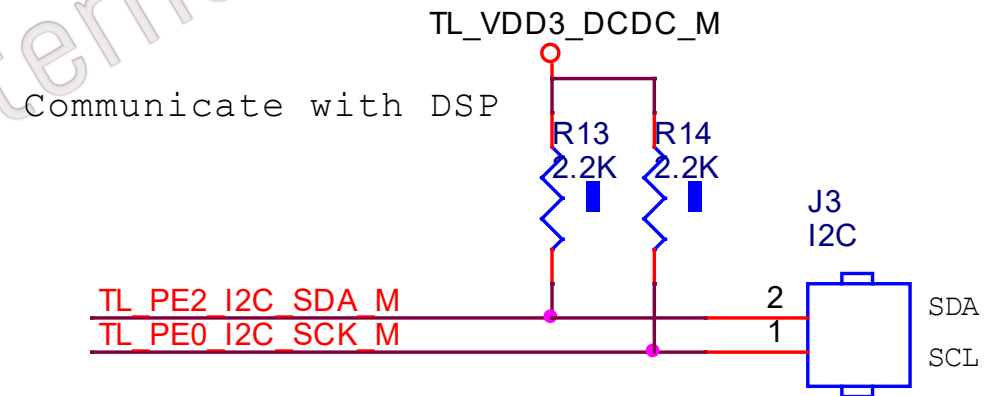 TL_VDD3_DCDC_M
Communicate with DSP
R13
2.2K
R14
2.2K
J3
I2C
TL_PE2_I2C_SDA_M
2
SDA
TL_PE0_I2C_SCK_M
1
SCL